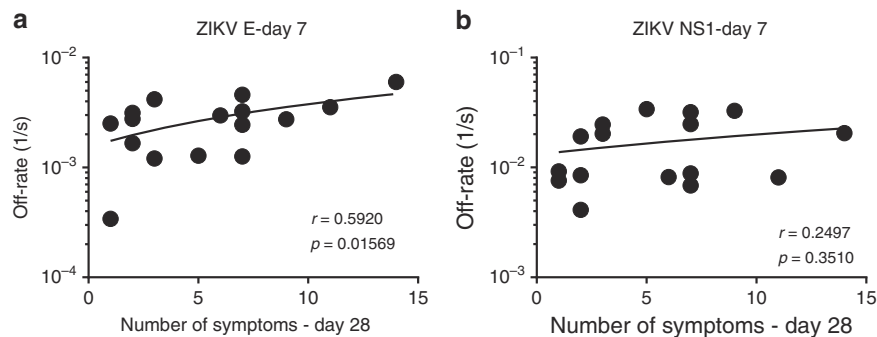 a
ZIKV E-day 7
10⁻²
10⁻³
10⁻⁴
Off-rate (1/s)
r = 0.5920
p = 0.01569
0 5 10 15
Number of symptoms - day 28
b
ZIKV NS1-day 7
10⁻¹
10⁻²
10⁻³
Off-rate (1/s)
r = 0.2497
p = 0.3510
0 5 10 15
Number of symptoms - day 28